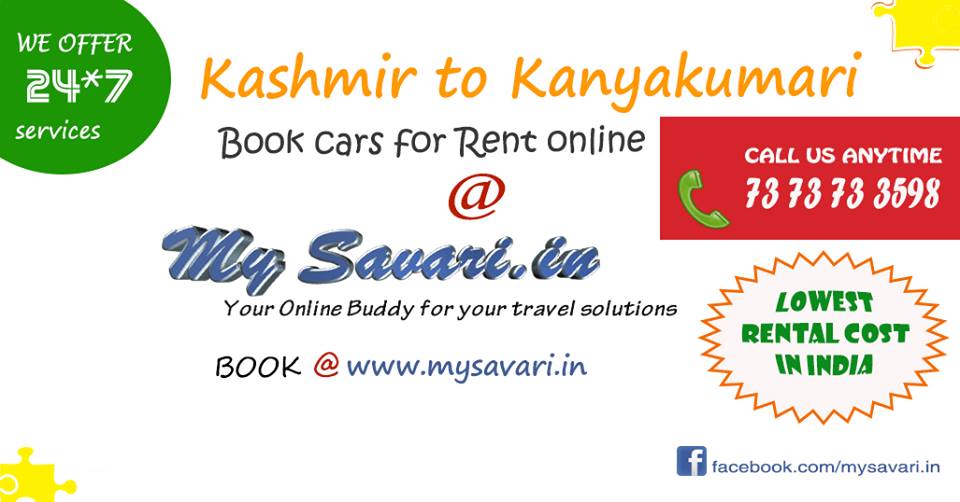 WE OFFER
24*7
services
Kashmir to Kanyakumari
Book cars for Rent online
@
My Savari.in
Your Online Buddy for your travel solutions
BOOK @ www.mysavari.in
CALL US ANYTIME
73 73 73 3598
LOWEST
RENTAL COST
IN INDIA
f facebook.com/mysavari.in